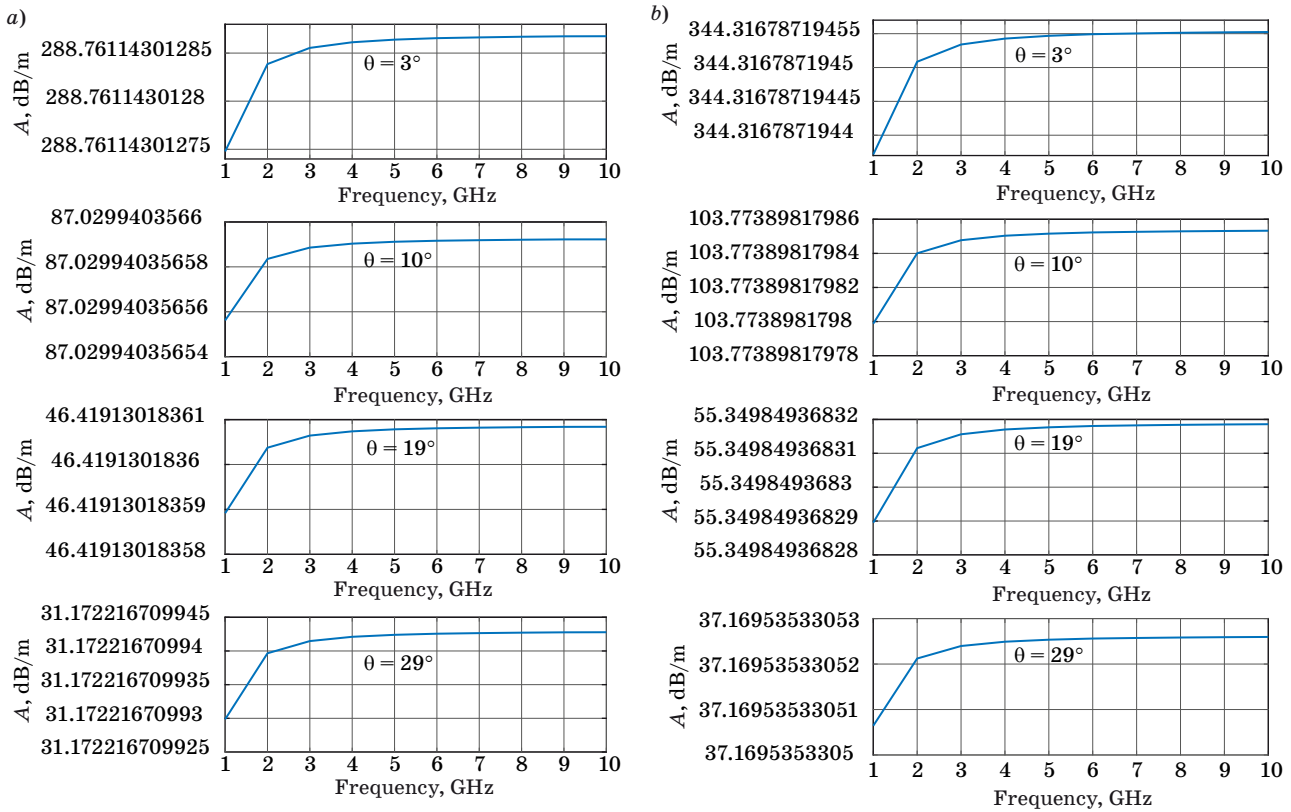 a)
A, dB/m
288.76114301285
288.7611430128
288.76114301275
θ = 3°
1 2 3 4 5 6 7 8 9 10
Frequency, GHz
A, dB/m
87.0299403566
87.02994035658
87.02994035656
87.02994035654
θ = 10°
1 2 3 4 5 6 7 8 9 10
Frequency, GHz
A, dB/m
46.41913018361
46.4191301836
46.41913018359
46.41913018358
θ = 19°
1 2 3 4 5 6 7 8 9 10
Frequency, GHz
A, dB/m
31.172216709945
31.17221670994
31.172216709935
31.17221670993
31.172216709925
θ = 29°
1 2 3 4 5 6 7 8 9 10
Frequency, GHz
b)
A, dB/m
344.31678719455
344.3167871945
344.31678719445
344.3167871944
θ = 3°
1 2 3 4 5 6 7 8 9 10
Frequency, GHz
A, dB/m
103.77389817986
103.77389817984
103.77389817982
103.7738981798
103.77389817978
θ = 10°
1 2 3 4 5 6 7 8 9 10
Frequency, GHz
A, dB/m
55.34984936832
55.34984936831
55.3498493683
55.34984936829
55.34984936828
θ = 19°
1 2 3 4 5 6 7 8 9 10
Frequency, GHz
A, dB/m
37.16953533053
37.16953533052
37.16953533051
37.1695353305
θ = 29°
1 2 3 4 5 6 7 8 9 10
Frequency, GHz